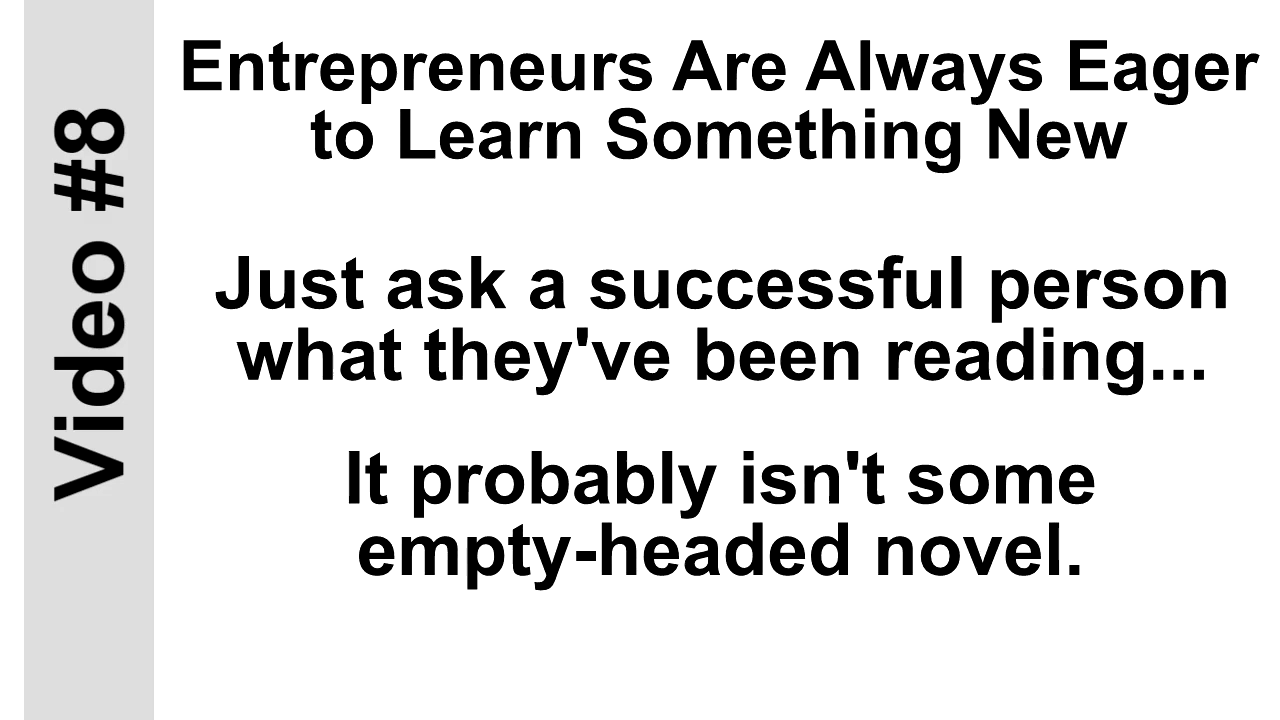 Video #8
Entrepreneurs Are Always Eager
to Learn Something New
Just ask a successful person
what they've been reading...
It probably isn't some
empty-headed novel.